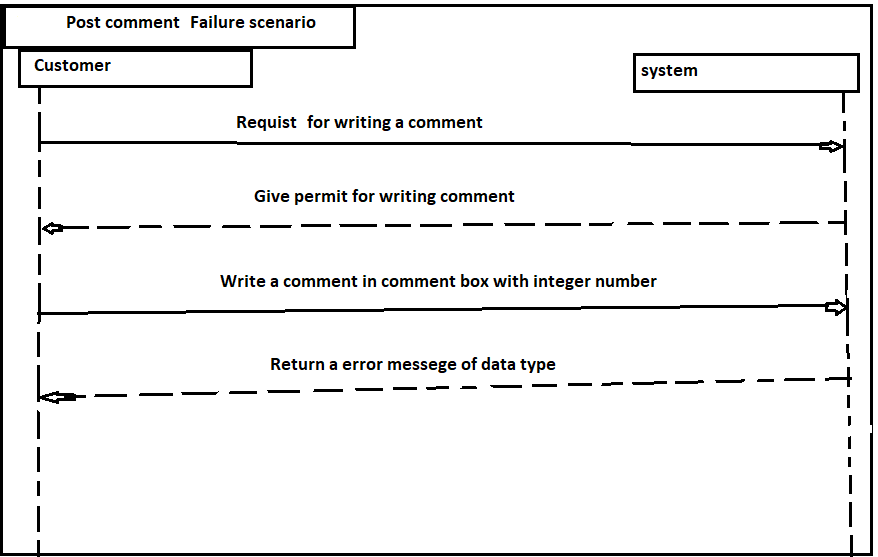 Post comment Failure scenario
Customer
system
Requist for writing a comment
Give permit for writing comment
Write a comment in comment box with integer number
Return a error messege of data type